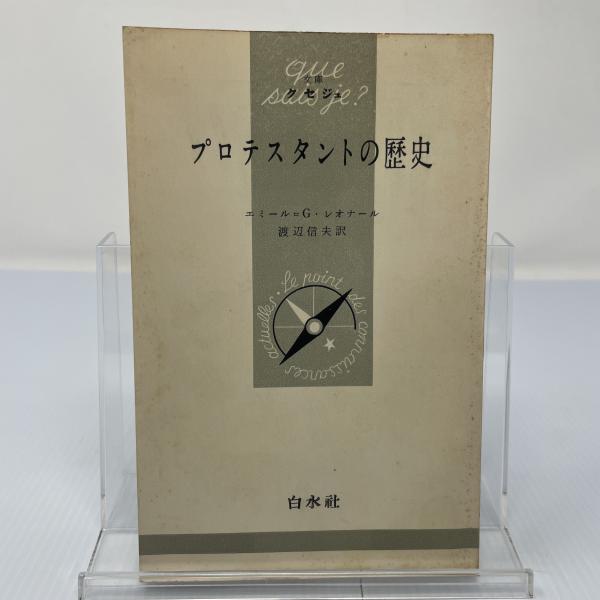 que
文庫
sais je?
クセジュ
プロテスタントの歷史
エミール=G・レオナール
渡辺信夫訳
Le point des connaissances actuelles.
白水社